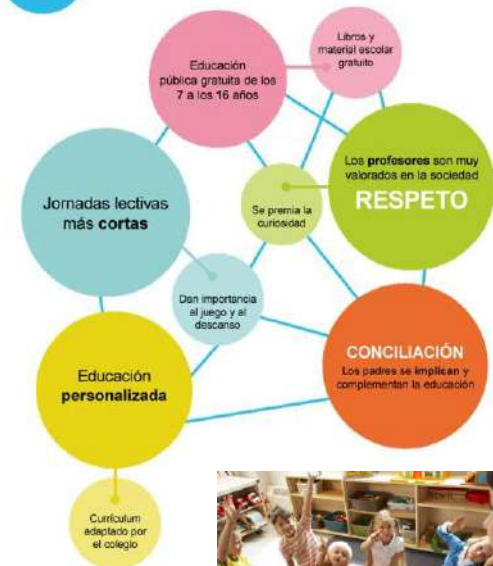 Educación
pública gratuita de los
7 a los 16 años
Libros y
material escolar
gratuito
Los profesores son muy
valorados en la sociedad
RESPETO
Jornadas lectivas
más cortas
Se premia la
curiosidad
Dan importancia
al juego y al
descanso
CONCILIACIÓN
Los padres se implican y
complementan la educación
Educación
personalizada
Currículum
adaptado por
el colegio